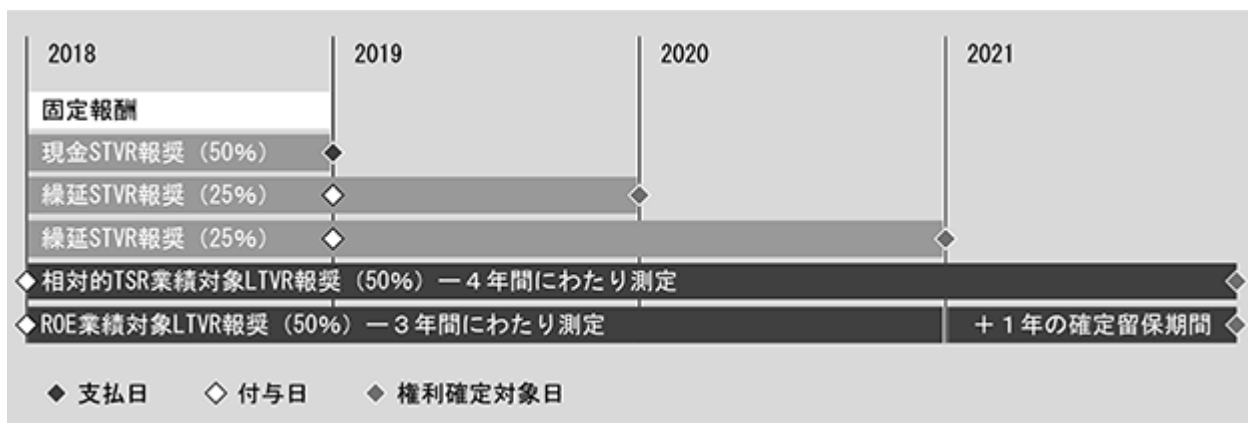 2018 2019 2020 2021
固定報酬
現金STVR報奨（50%）
繰延STVR報奨（25%）
繰延STVR報奨（25%）
相対的TSR業績対象LTVR報奨（50%）－４年間にわたり測定
ROE業績対象LTVR報奨（50%）－３年間にわたり測定 ＋１年の確定留保期間
◆ 支払日 ◇ 付与日 ◆ 権利確定対象日